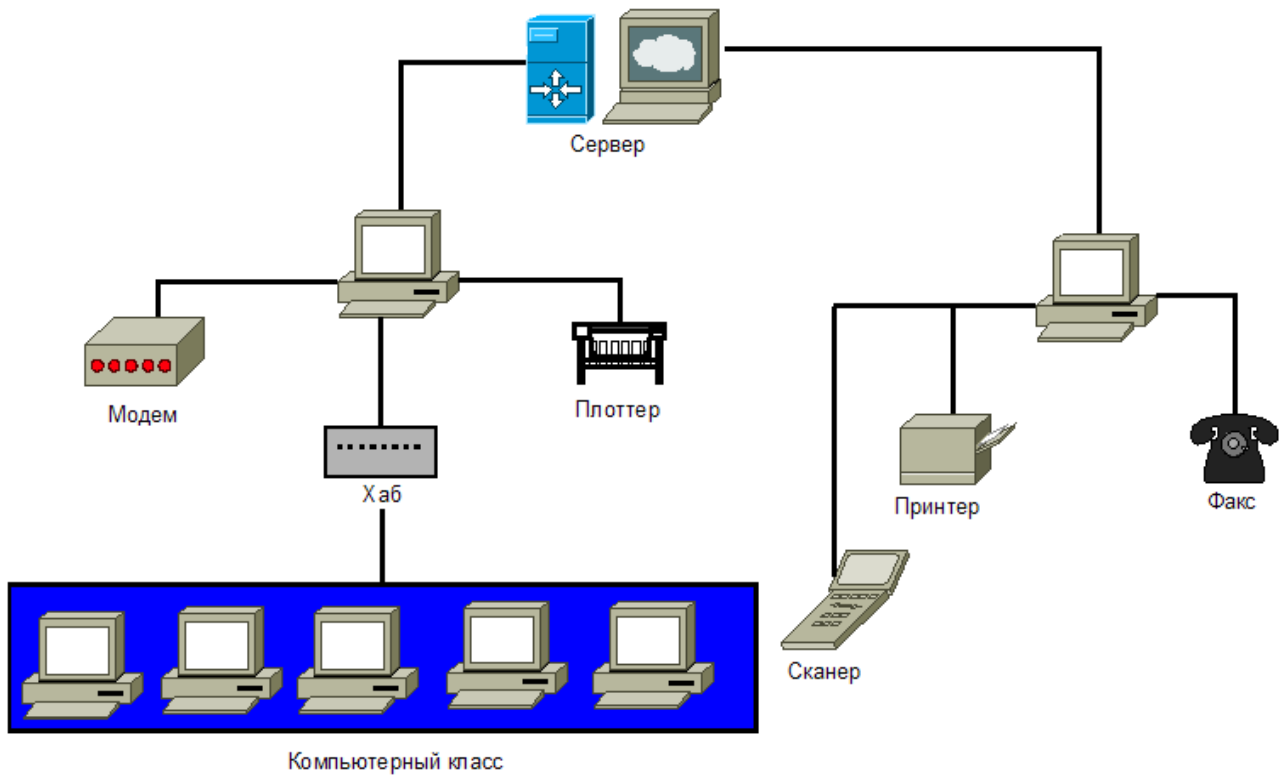 Сервер
Модем
Плоттер
Хаб
Принтер
Факс
Сканер
Компьютерный класс